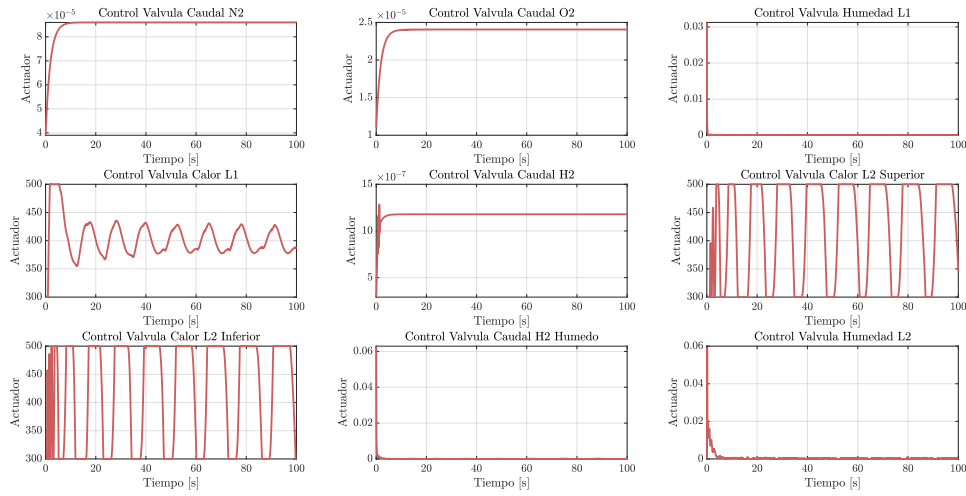 Control Valvula Caudal N2
×10⁻⁵
8
7
6
5
4
Actuador
0 20 40 60 80 100
Tiempo [s]
Control Valvula Caudal O2
×10⁻⁵
2.5
2
1.5
1
Actuador
0 20 40 60 80 100
Tiempo [s]
Control Valvula Humedad L1
0.03
0.02
0.01
0
Actuador
0 20 40 60 80 100
Tiempo [s]
Control Valvula Calor L1
500
450
400
350
300
Actuador
0 20 40 60 80 100
Tiempo [s]
Control Valvula Caudal H2
×10⁻⁷
15
10
5
Actuador
0 20 40 60 80 100
Tiempo [s]
Control Valvula Calor L2 Superior
500
450
400
350
300
Actuador
0 20 40 60 80 100
Tiempo [s]
Control Valvula Calor L2 Inferior
500
450
400
350
300
Actuador
0 20 40 60 80 100
Tiempo [s]
Control Valvula Caudal H2 Humedo
0.06
0.04
0.02
0
Actuador
0 20 40 60 80 100
Tiempo [s]
Control Valvula Humedad L2
0.06
0.04
0.02
0
Actuador
0 20 40 60 80 100
Tiempo [s]